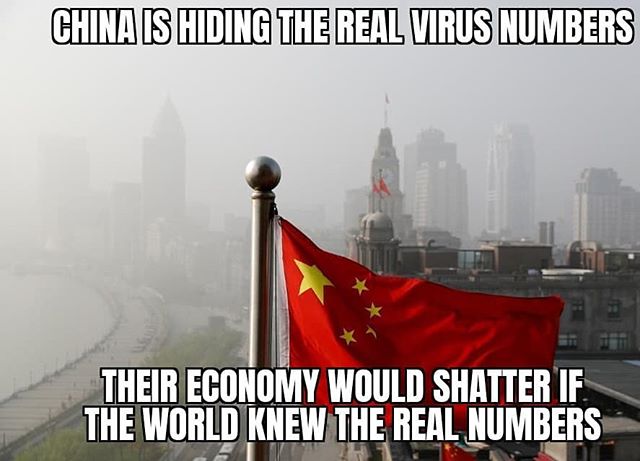 CHINA IS HIDING THE REAL VIRUS NUMBERS
THEIR ECONOMY WOULD SHATTER IF
THE WORLD KNEW THE REAL NUMBERS